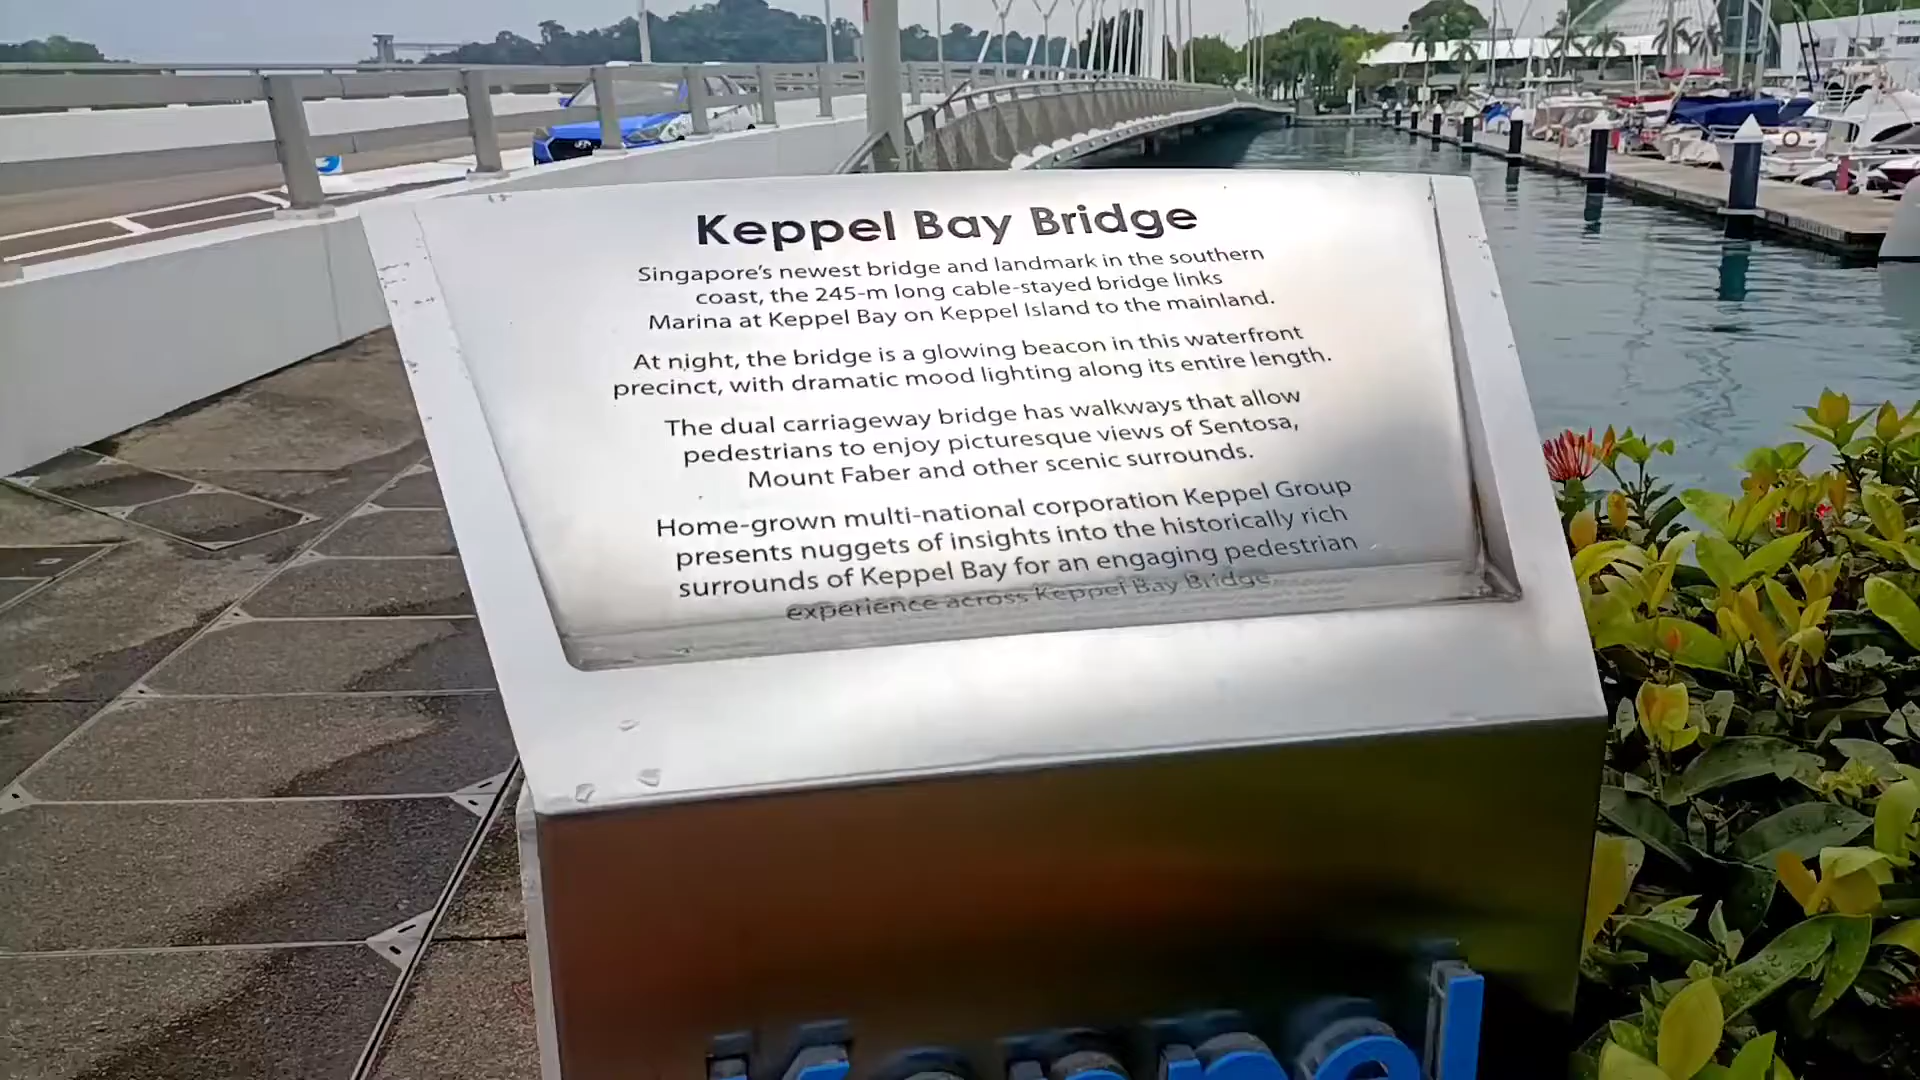 Keppel Bay Bridge
Singapore's newest bridge and landmark in the southern
coast, the 245-m long cable-stayed bridge links
Marina at Keppel Bay on Keppel Island to the mainland.
At night, the bridge is a glowing beacon in this waterfront
precinct, with dramatic mood lighting along its entire length.
The dual carriageway bridge has walkways that allow
pedestrians to enjoy picturesque views of Sentosa,
Mount Faber and other scenic surrounds.
Home-grown multi-national corporation Keppel Group
presents nuggets of insights into the historically rich
surrounds of Keppel Bay for an engaging pedestrian
experience across Keppel Bay Bridge.
Keppel